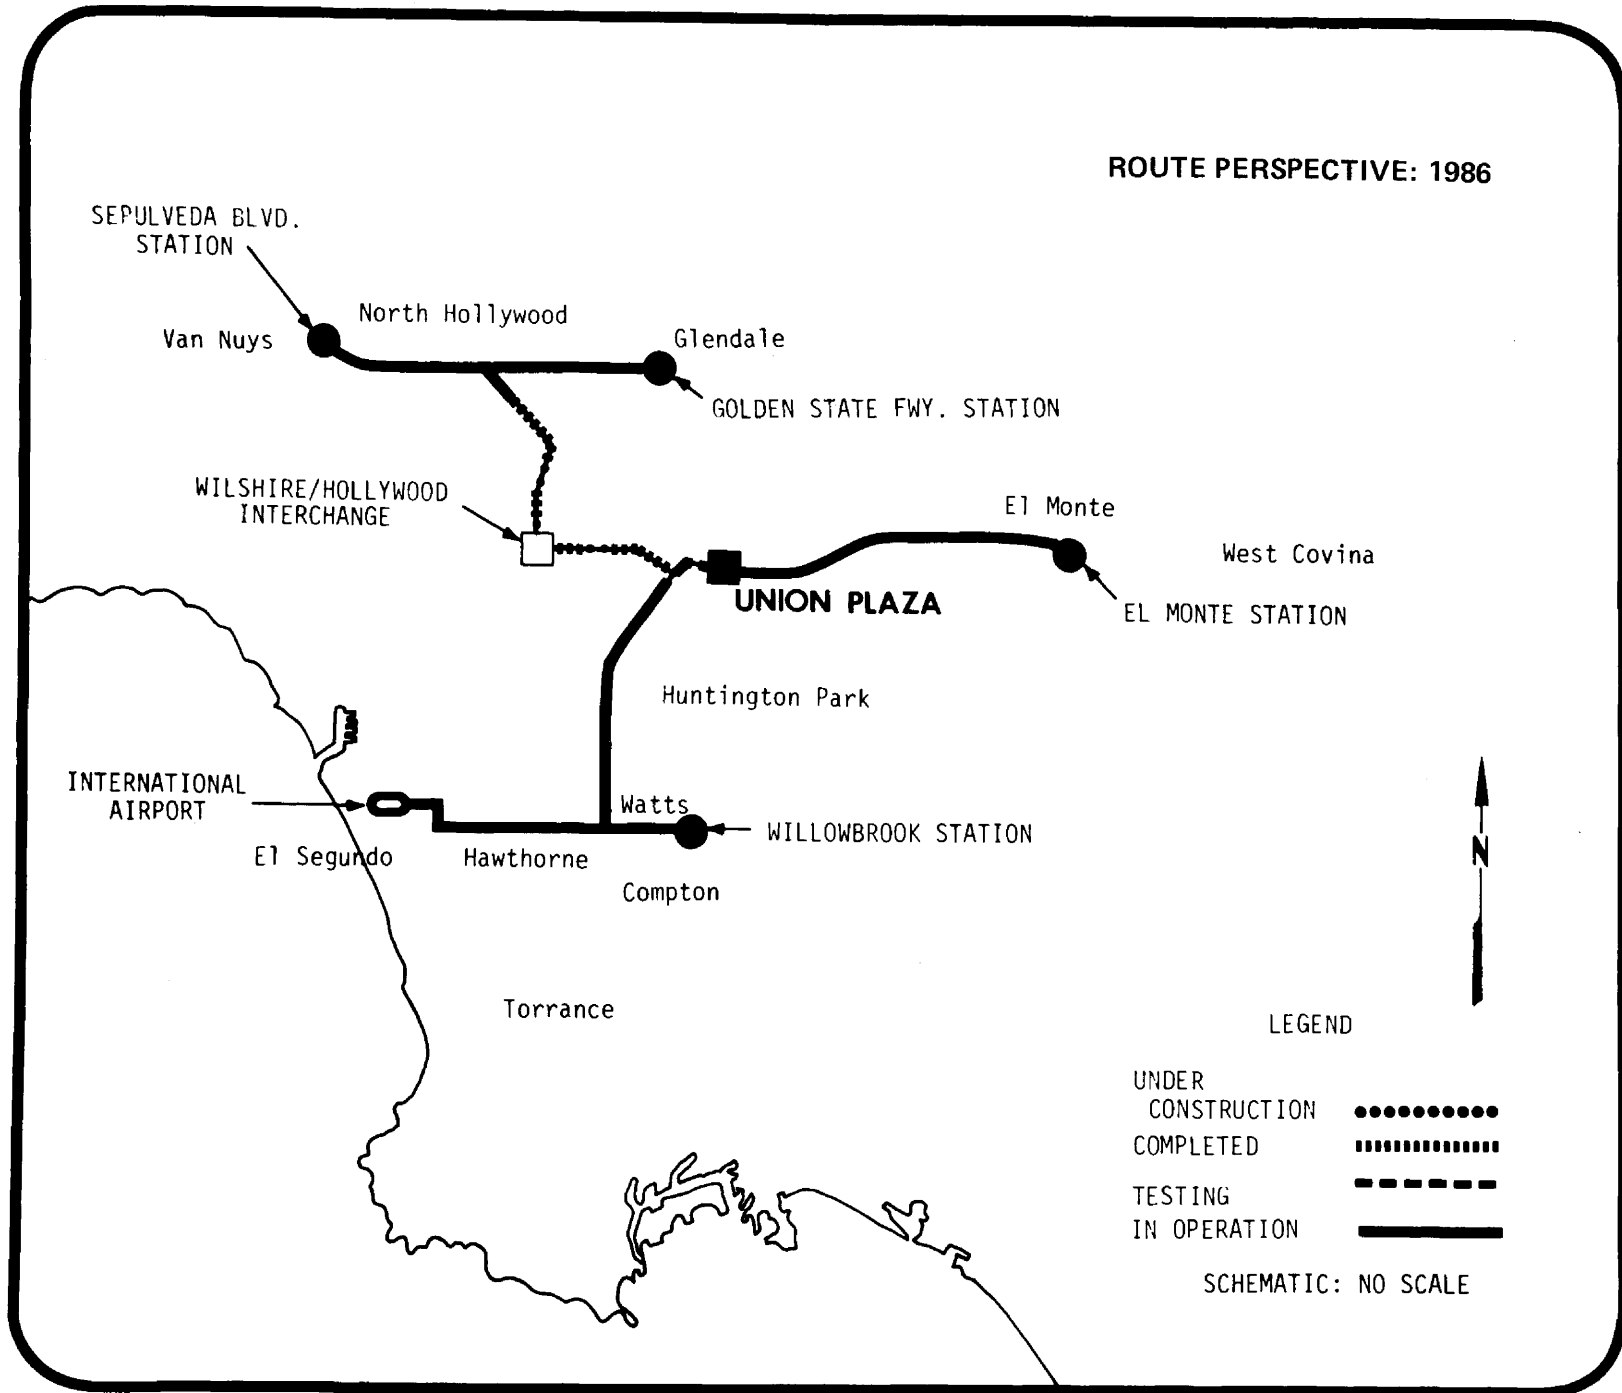 ROUTE PERSPECTIVE: 1986
SEPULVEDA BLVD.
STATION
North Hollywood
Van Nuys
Glendale
GOLDEN STATE FWY. STATION
WILSHIRE/HOLLYWOOD
INTERCHANGE
El Monte
West Covina
UNION PLAZA
EL MONTE STATION
Huntington Park
INTERNATIONAL
AIRPORT
Watts
WILLOWBROOK STATION
El Segundo
Hawthorne
Compton
N
Torrance
LEGEND
UNDER
CONSTRUCTION
COMPLETED
TESTING
IN OPERATION
SCHEMATIC: NO SCALE